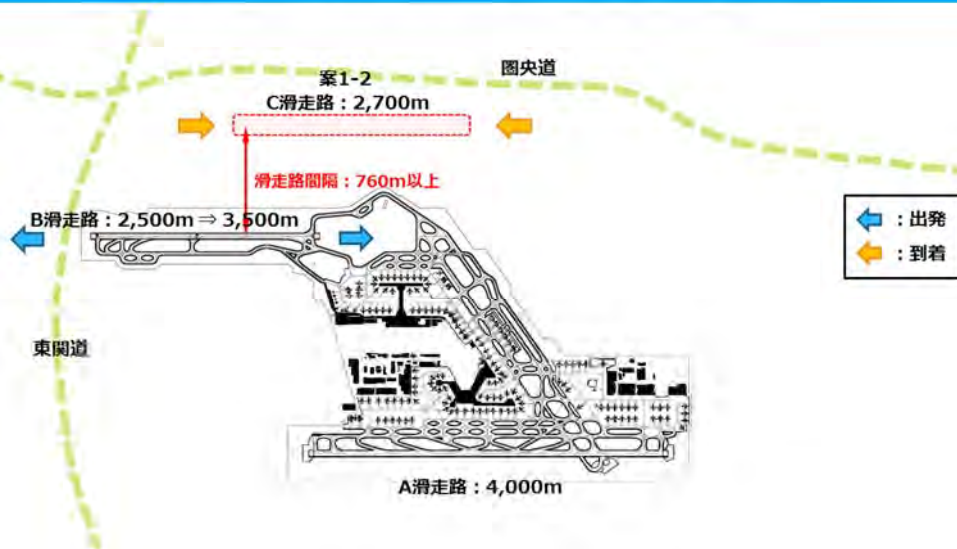 圏央道
案1-2
C滑走路:2,700m
滑走路間隔:760m以上
B滑走路:2,500m ⇒ 3,500m
:出発
:到着
東関道
A滑走路:4,000m